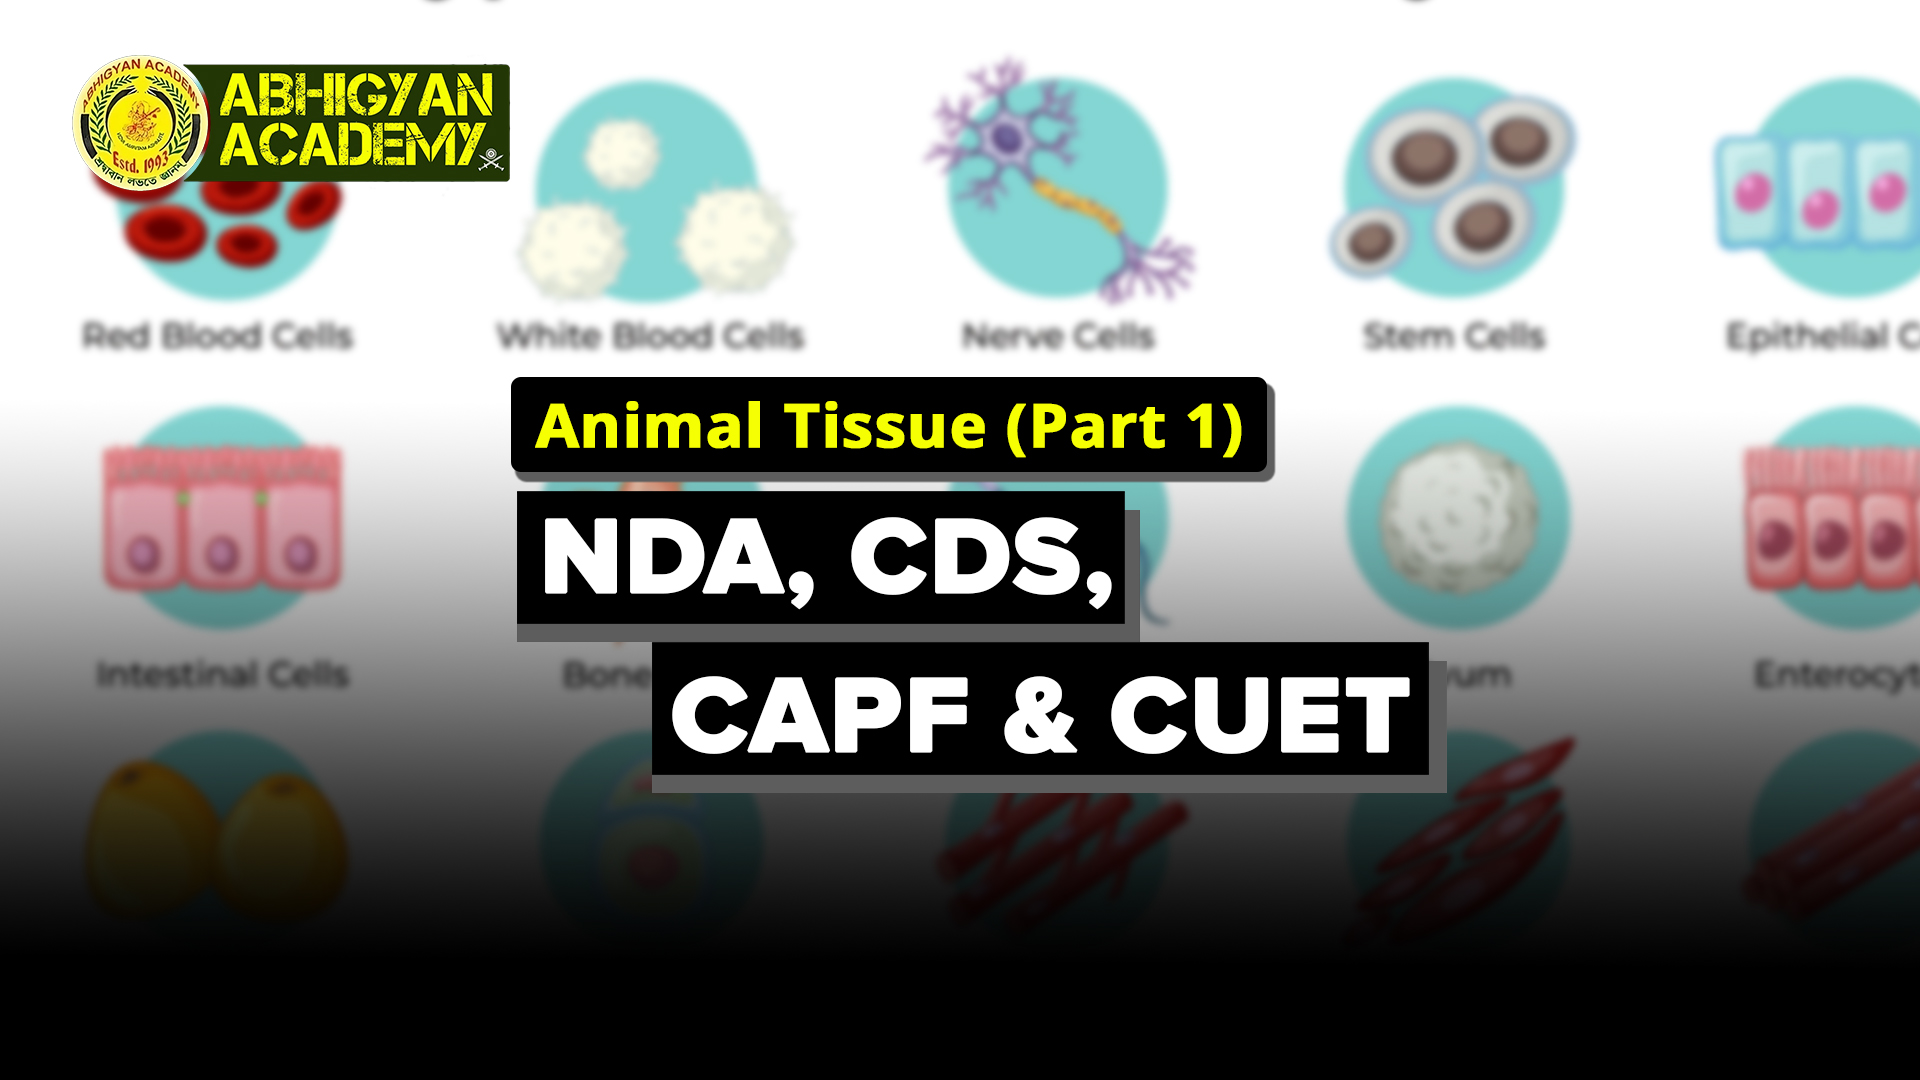 ABHIGYAN ACADEMY
Estd. 1993
ABHIGYAN
ACADEMY
Red Blood Cells
White Blood Cells
Nerve Cells
Stem Cells
Epithelial C
Animal Tissue (Part 1)
NDA, CDS,
CAPF & CUET
Intestinal Cells
Bone
vum
Enterocyt